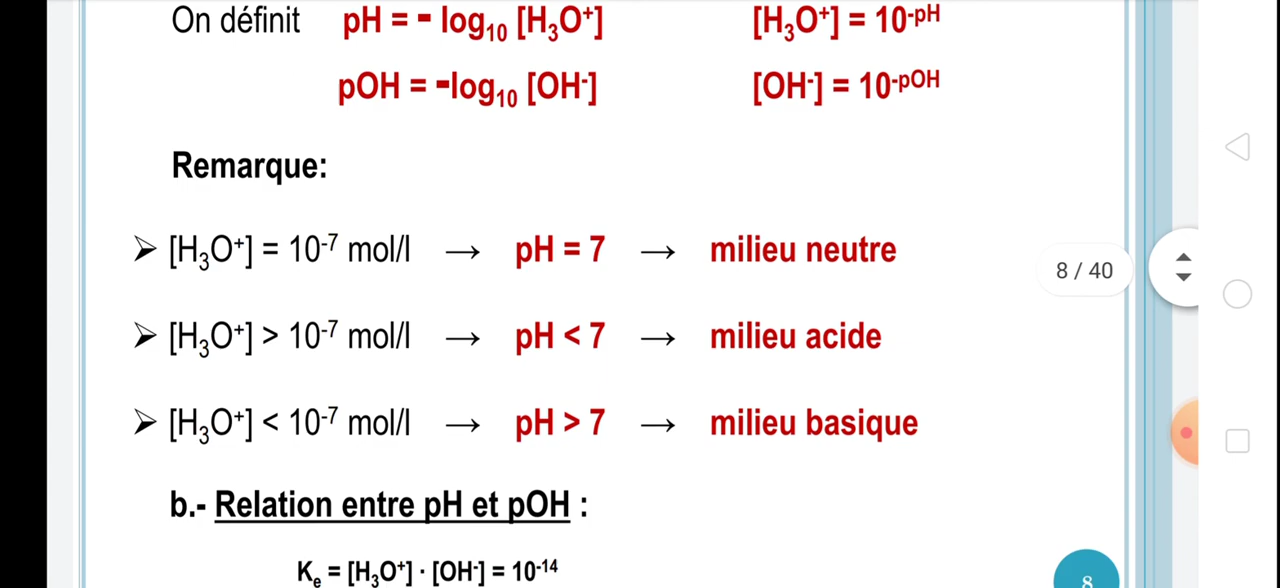 On définit pH = - log₁₀ [H₃O⁺] [H₃O⁺] = 10⁻ᵖᴴ
pOH = -log₁₀ [OH⁻] [OH⁻] = 10⁻ᵖᴼᴴ
Remarque:
➢ [H₃O⁺] = 10⁻⁷ mol/l → pH = 7 → milieu neutre
8 / 40
➢ [H₃O⁺] > 10⁻⁷ mol/l → pH < 7 → milieu acide
➢ [H₃O⁺] < 10⁻⁷ mol/l → pH > 7 → milieu basique
b.- Relation entre pH et pOH :
Kₑ = [H₃O⁺] · [OH⁻] = 10⁻¹⁴
8